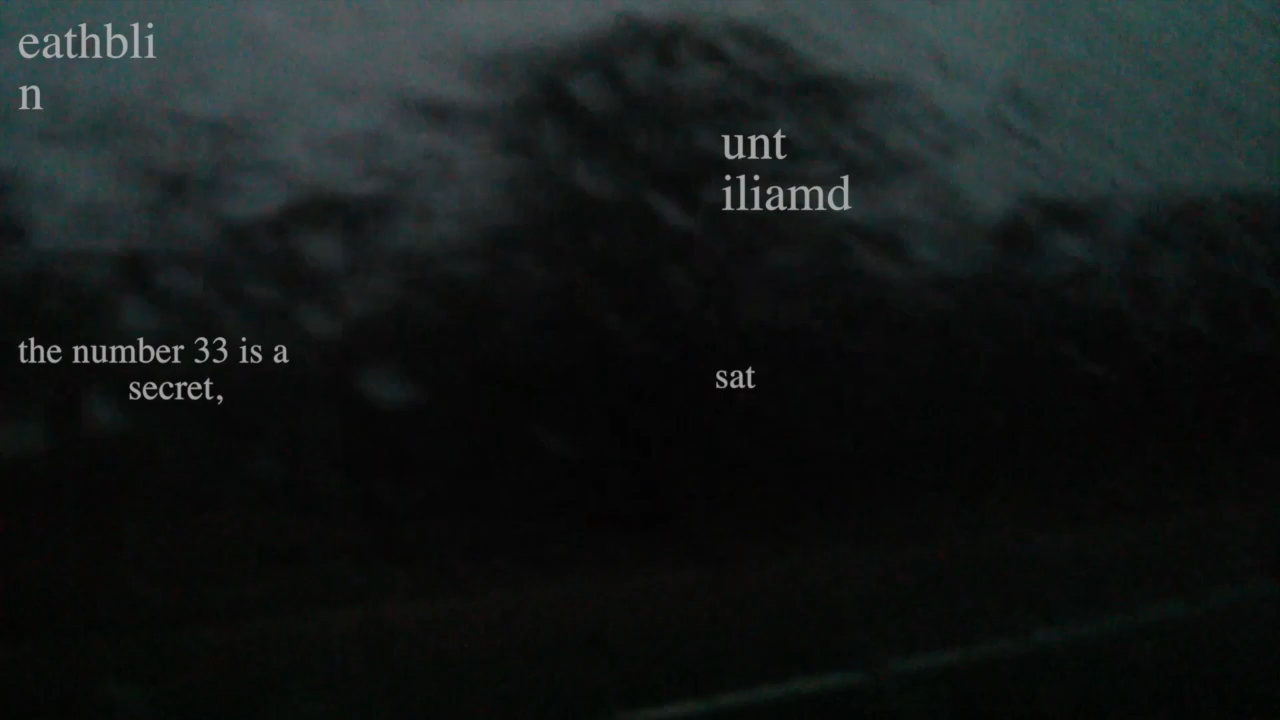 eathbli
n
unt
iliamd
the number 33 is a
secret,
sat